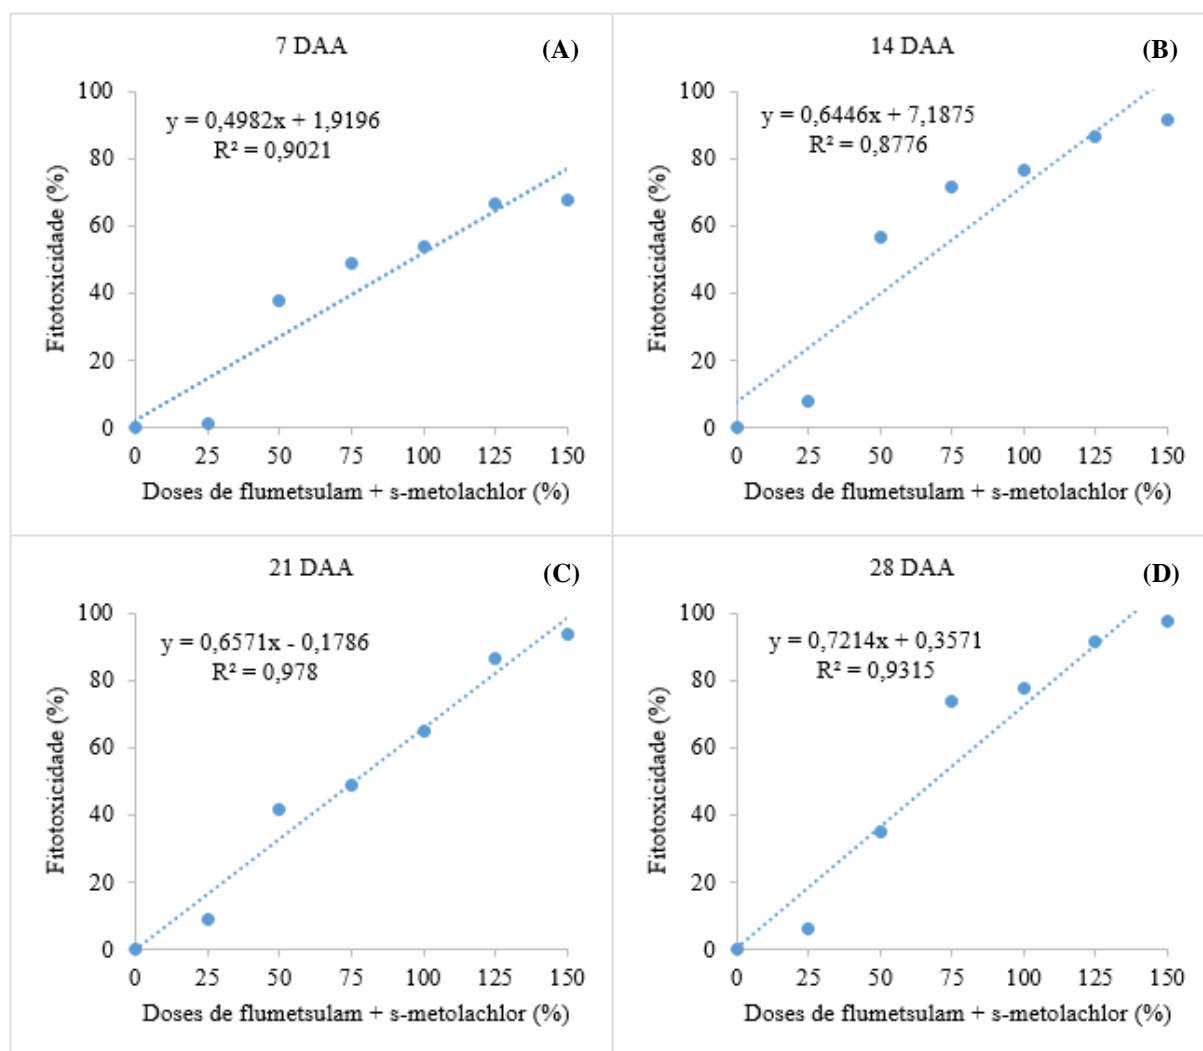 7 DAA
(A)
y = 0,4982x + 1,9196
R² = 0,9021
Fitotoxicidade (%)
100
80
60
40
20
0
0 25 50 75 100 125 150
Doses de flumetsulam + s-metolachlor (%)
14 DAA
(B)
y = 0,6446x + 7,1875
R² = 0,8776
Fitotoxicidade (%)
100
80
60
40
20
0
0 25 50 75 100 125 150
Doses de flumetsulam + s-metolachlor (%)
21 DAA
(C)
y = 0,6571x - 0,1786
R² = 0,978
Fitotoxicidade (%)
100
80
60
40
20
0
0 25 50 75 100 125 150
Doses de flumetsulam + s-metolachlor (%)
28 DAA
(D)
y = 0,7214x + 0,3571
R² = 0,9315
Fitotoxicidade (%)
100
80
60
40
20
0
0 25 50 75 100 125 150
Doses de flumetsulam + s-metolachlor (%)